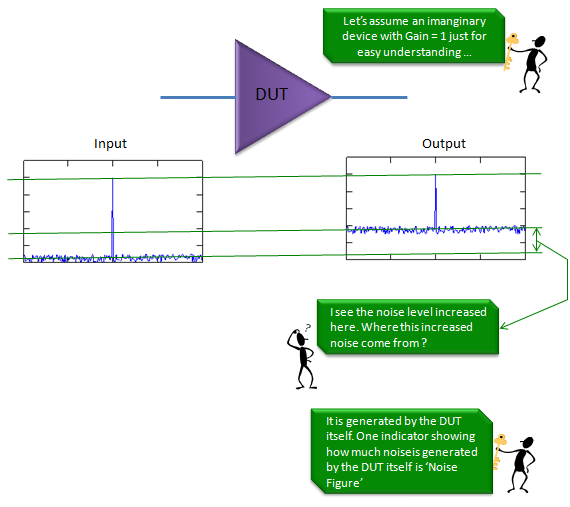 Let's assume an imanginary
device with Gain = 1 just for
easy understanding ...
DUT
Input
Output
I see the noise level increased
here. Where this increased
noise come from ?
?
It is generated by the DUT
itself. One indicator showing
how much noiseis generated
by the DUT itself is 'Noise
Figure'